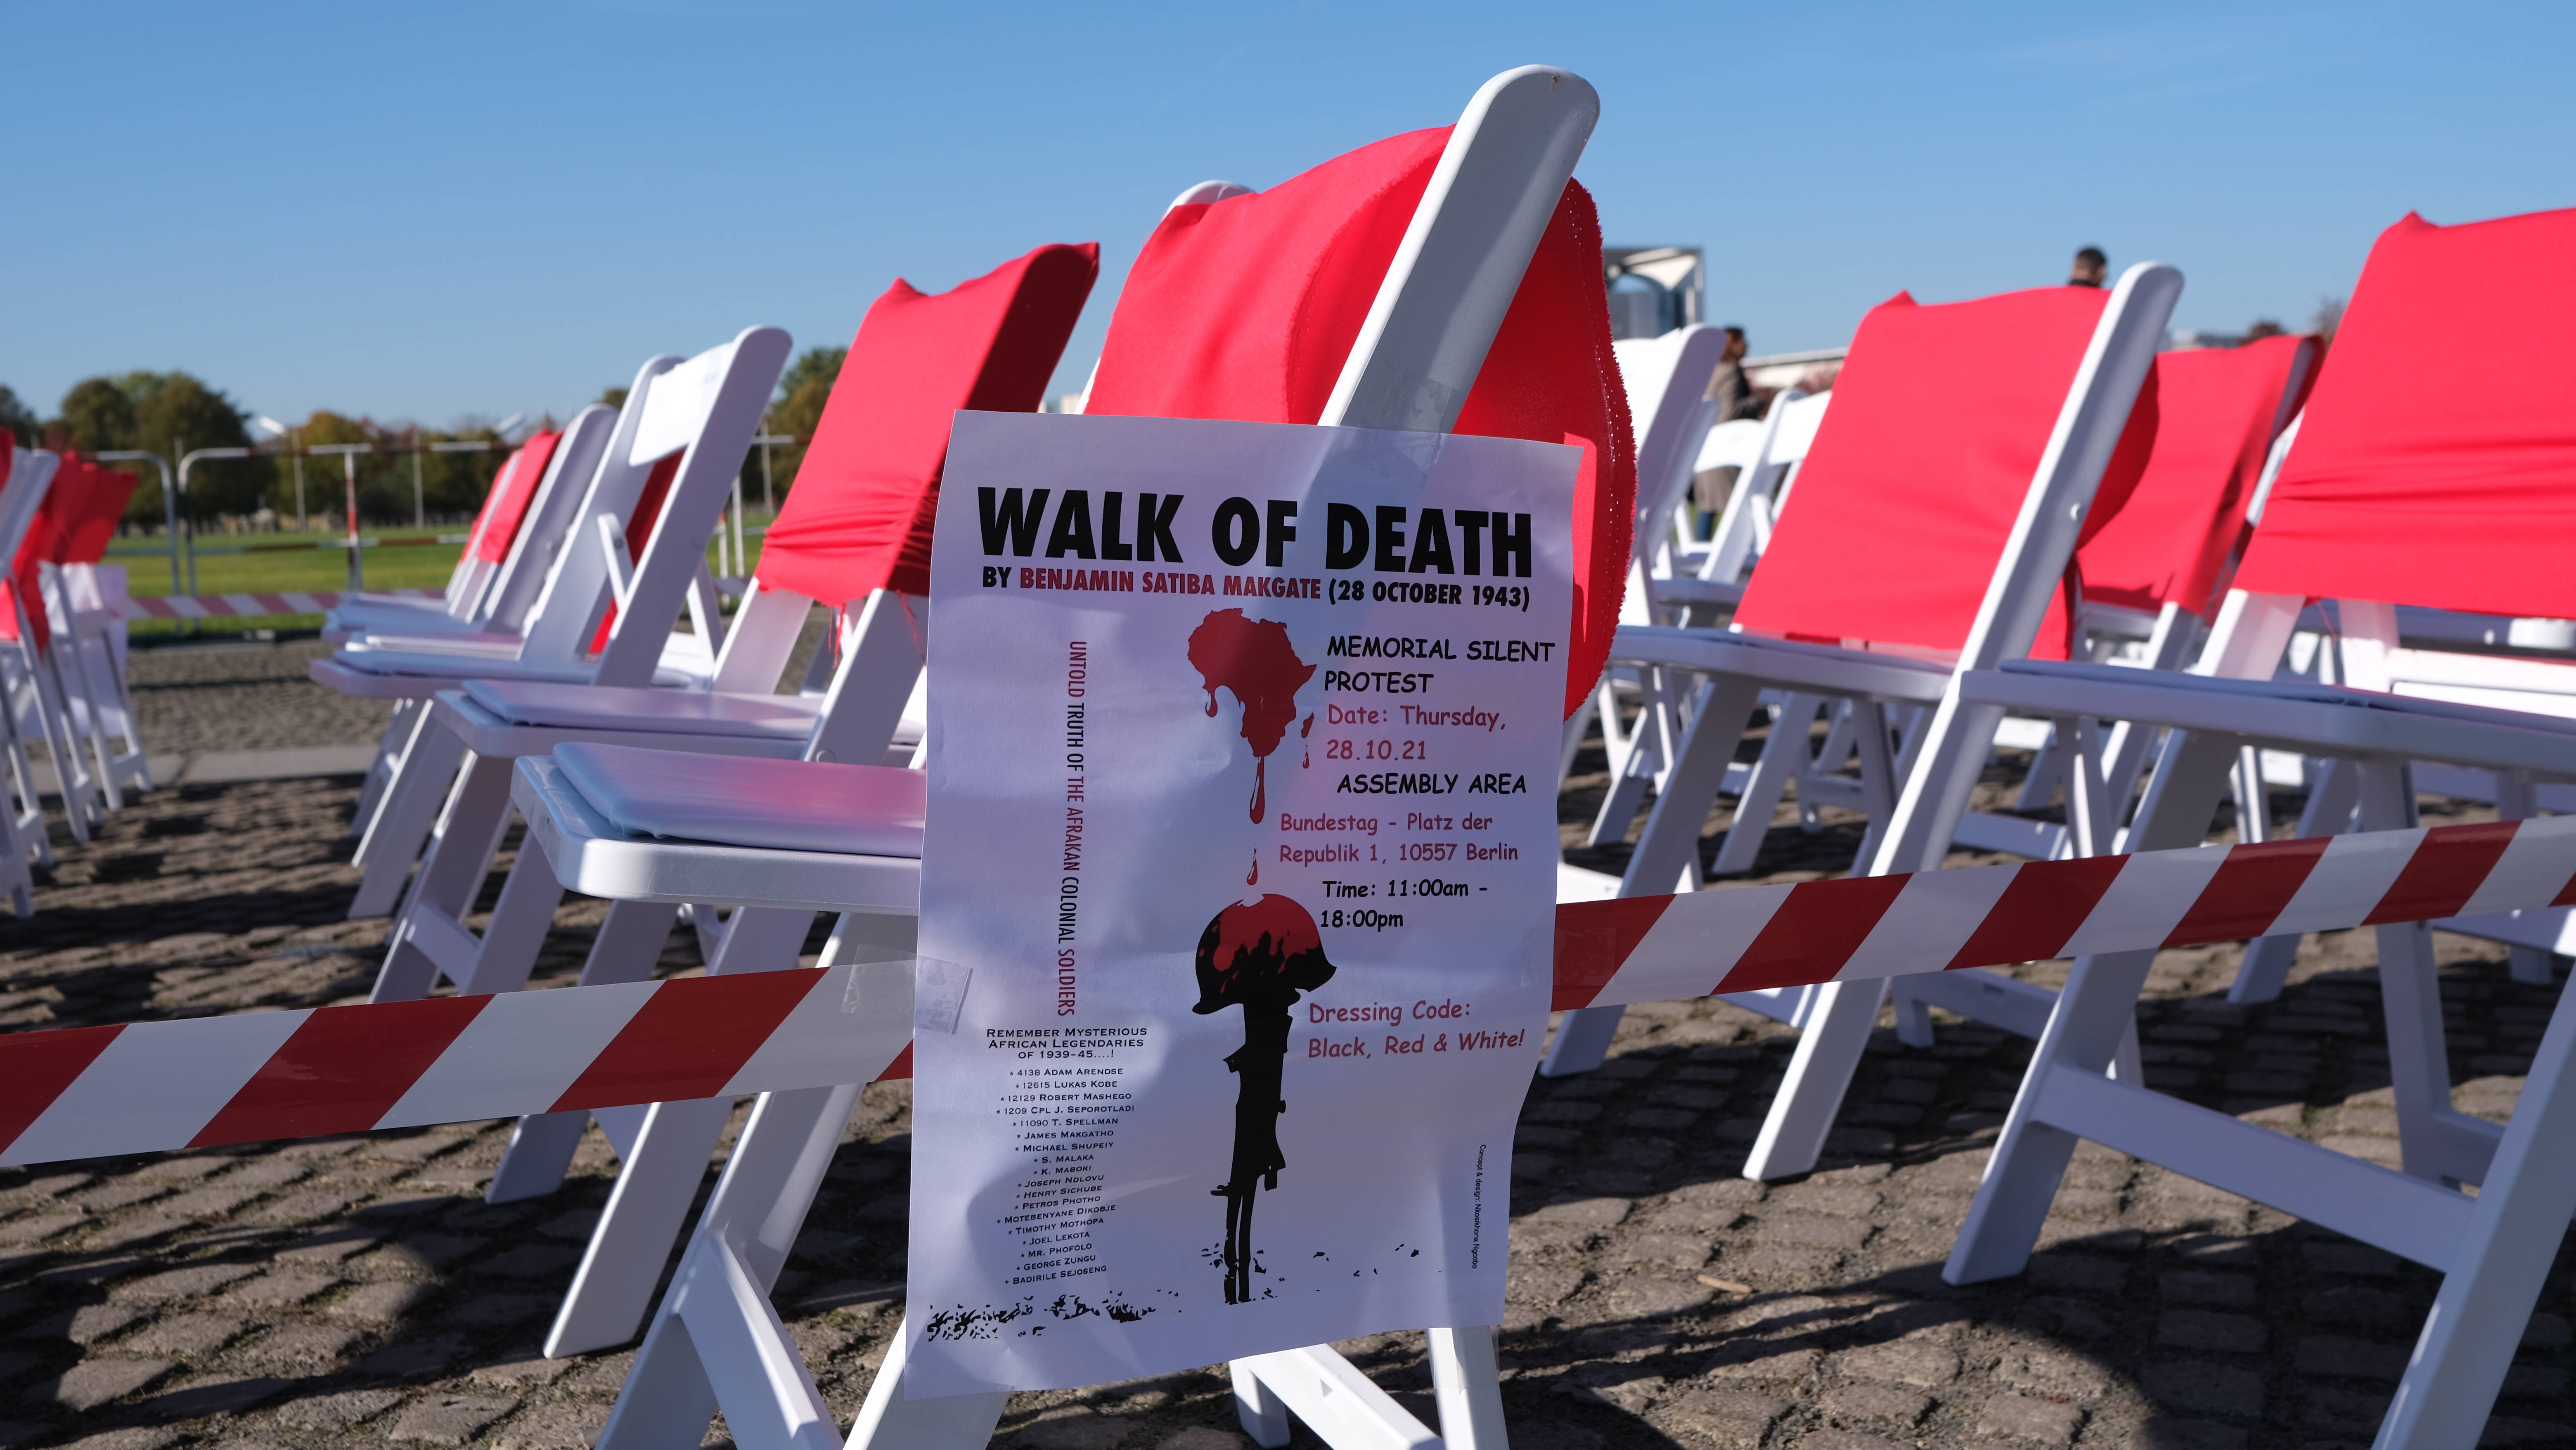 WALK OF DEATH
BY BENJAMIN SATIBA MAKGATE (28 OCTOBER 1943)
UNTOLD TRUTH OF THE AFRAKAN COLONIAL SOLDIERS
MEMORIAL SILENT
PROTEST
Date: Thursday,
28.10.21
ASSEMBLY AREA
Bundestag - Platz der
Republik 1, 10557 Berlin
Time: 11:00am -
18:00pm
Dressing Code:
Black, Red & White!
REMEMBER MYSTERIOUS
AFRICAN LEGENDARIES
OF 1939-45....!
* 4138 ADAM ARENDSE
* 12615 LUKAS KOBE
* 12129 ROBERT MASHEGO
* 1209 CPL J. SEPOROTLADI
* 11090 T. SPELLMAN
* JAMES MAKGATHO
* MICHAEL SHUPEIY
* S. MALAKA
* K. MABOKI
* JOSEPH NDLOVU
* HENRY SICHUBE
* PETROS PHOTHO
* MOTEBENYANE DIKOBJE
* TIMOTHY MOTHOPA
* JOEL LEKOTA
* MR. PHOFOLO
* GEORGE ZUNGU
* BADIRILE SEJOSENG
Concept & design: Nkosikhona Ngcobo